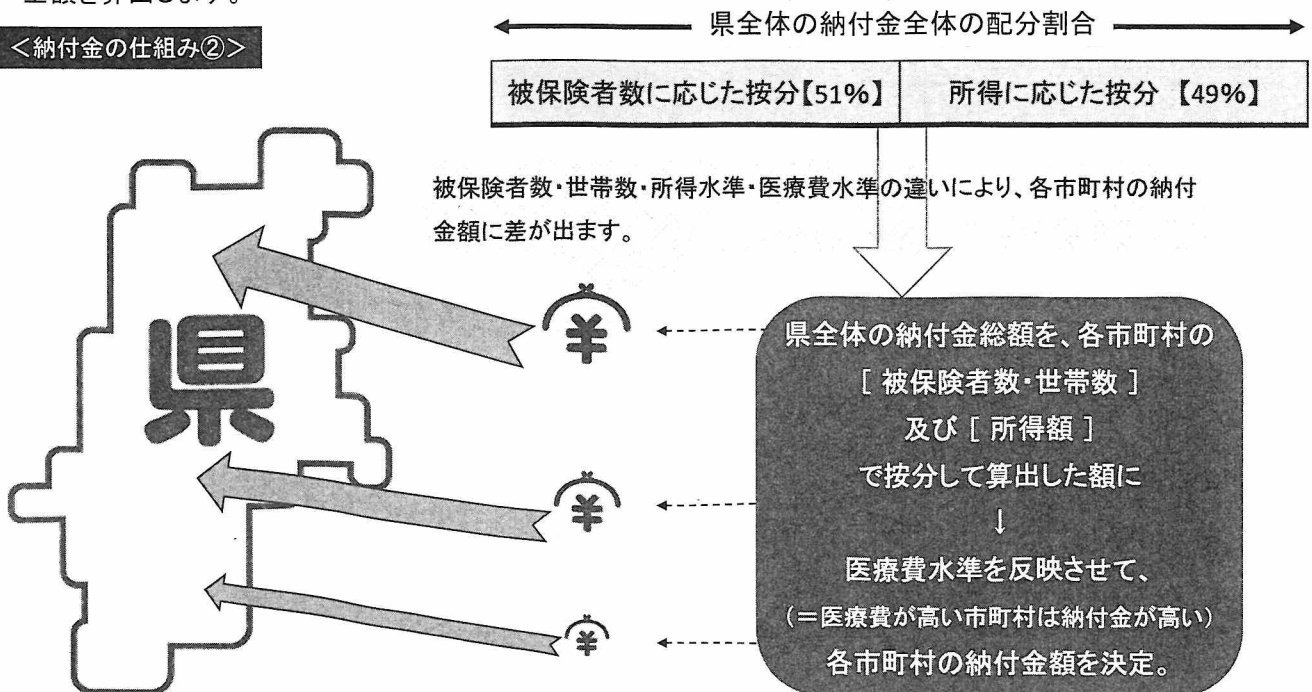 県全体の納付金全体の配分割合
＜納付金の仕組み②＞
被保険者数に応じた按分【51%】
所得に応じた按分 【49%】
被保険者数・世帯数・所得水準・医療費水準の違いにより、各市町村の納付
金額に差が出ます。
県
¥
¥
¥
県全体の納付金総額を、各市町村の
[ 被保険者数・世帯数 ]
及び [ 所得額 ]
で按分して算出した額に
↓
医療費水準を反映させて、
(＝医療費が高い市町村は納付金が高い)
各市町村の納付金額を決定。